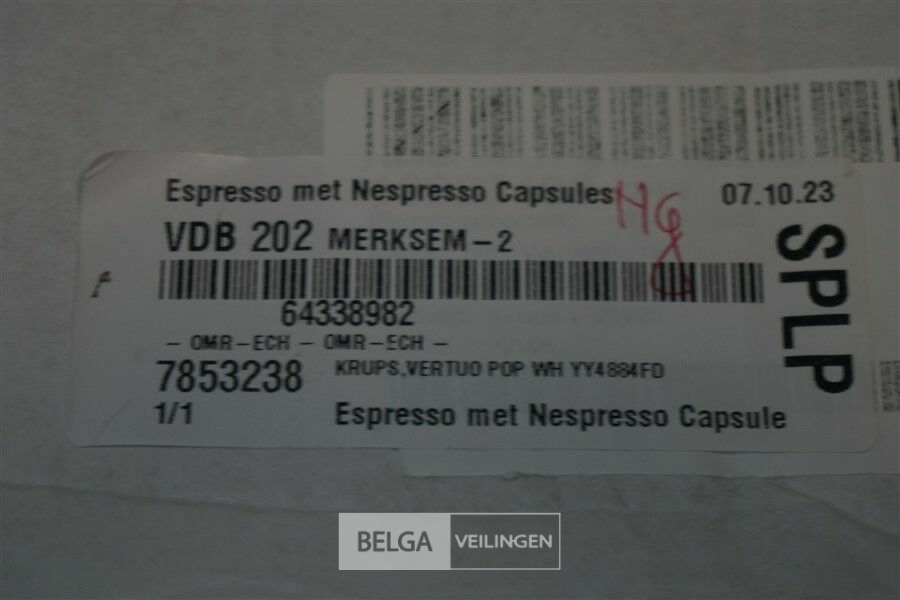 Espresso met Nespresso Capsules
07.10.23
VDB 202 MERKSEM-2
SPLP
64338982
- OMR-ECH - OMR-ECH -
7853238 KRUPS,VERTUO POP WH YY4884FD
1/1 Espresso met Nespresso Capsule
BELGA VEILINGEN